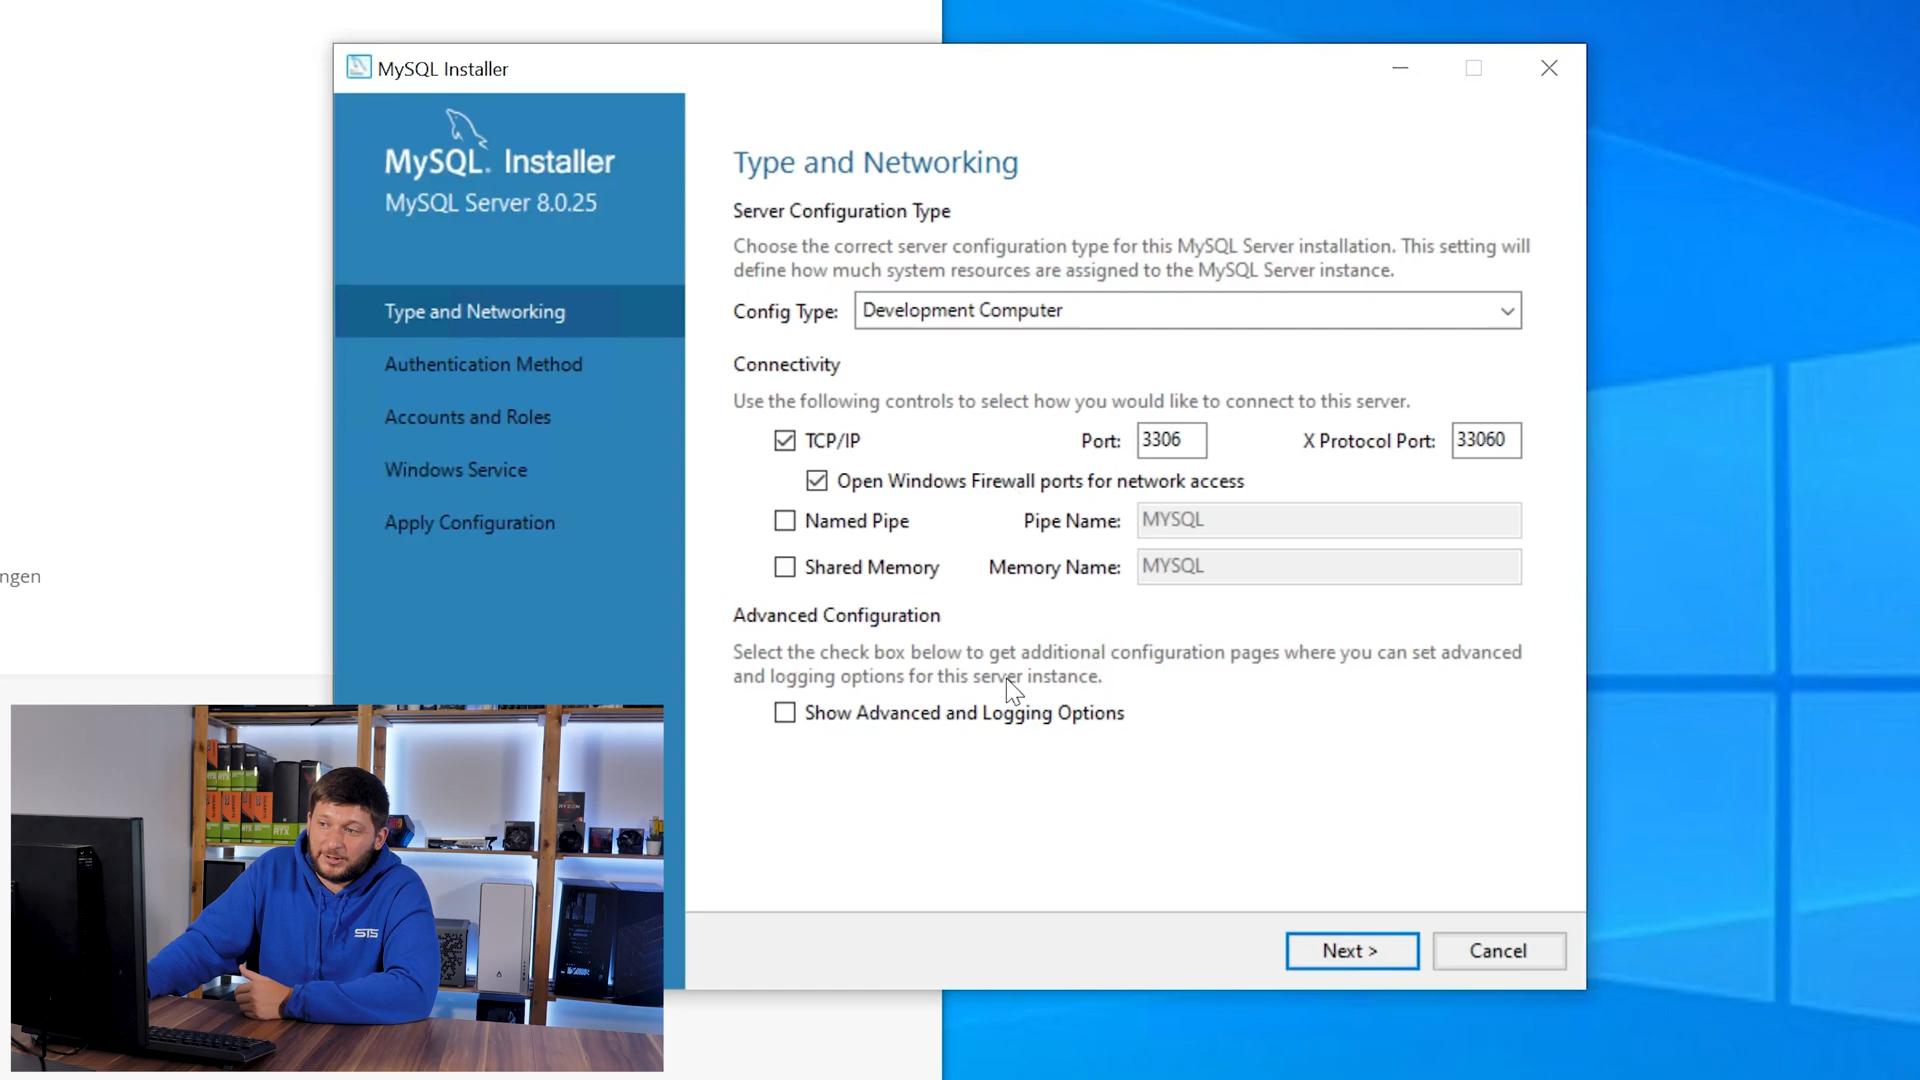 MySQL Installer
MySQL. Installer
MySQL Server 8.0.25
Type and Networking
Authentication Method
Accounts and Roles
Windows Service
Apply Configuration
Type and Networking
Server Configuration Type
Choose the correct server configuration type for this MySQL Server installation. This setting will
define how much system resources are assigned to the MySQL Server instance.
Config Type: Development Computer
Connectivity
Use the following controls to select how you would like to connect to this server.
TCP/IP Port: 3306 X Protocol Port: 33060
Open Windows Firewall ports for network access
Named Pipe Pipe Name: MYSQL
Shared Memory Memory Name: MYSQL
Advanced Configuration
Select the check box below to get additional configuration pages where you can set advanced
and logging options for this server instance.
Show Advanced and Logging Options
Next >
Cancel
ngen
RYZEN
RTX
STS